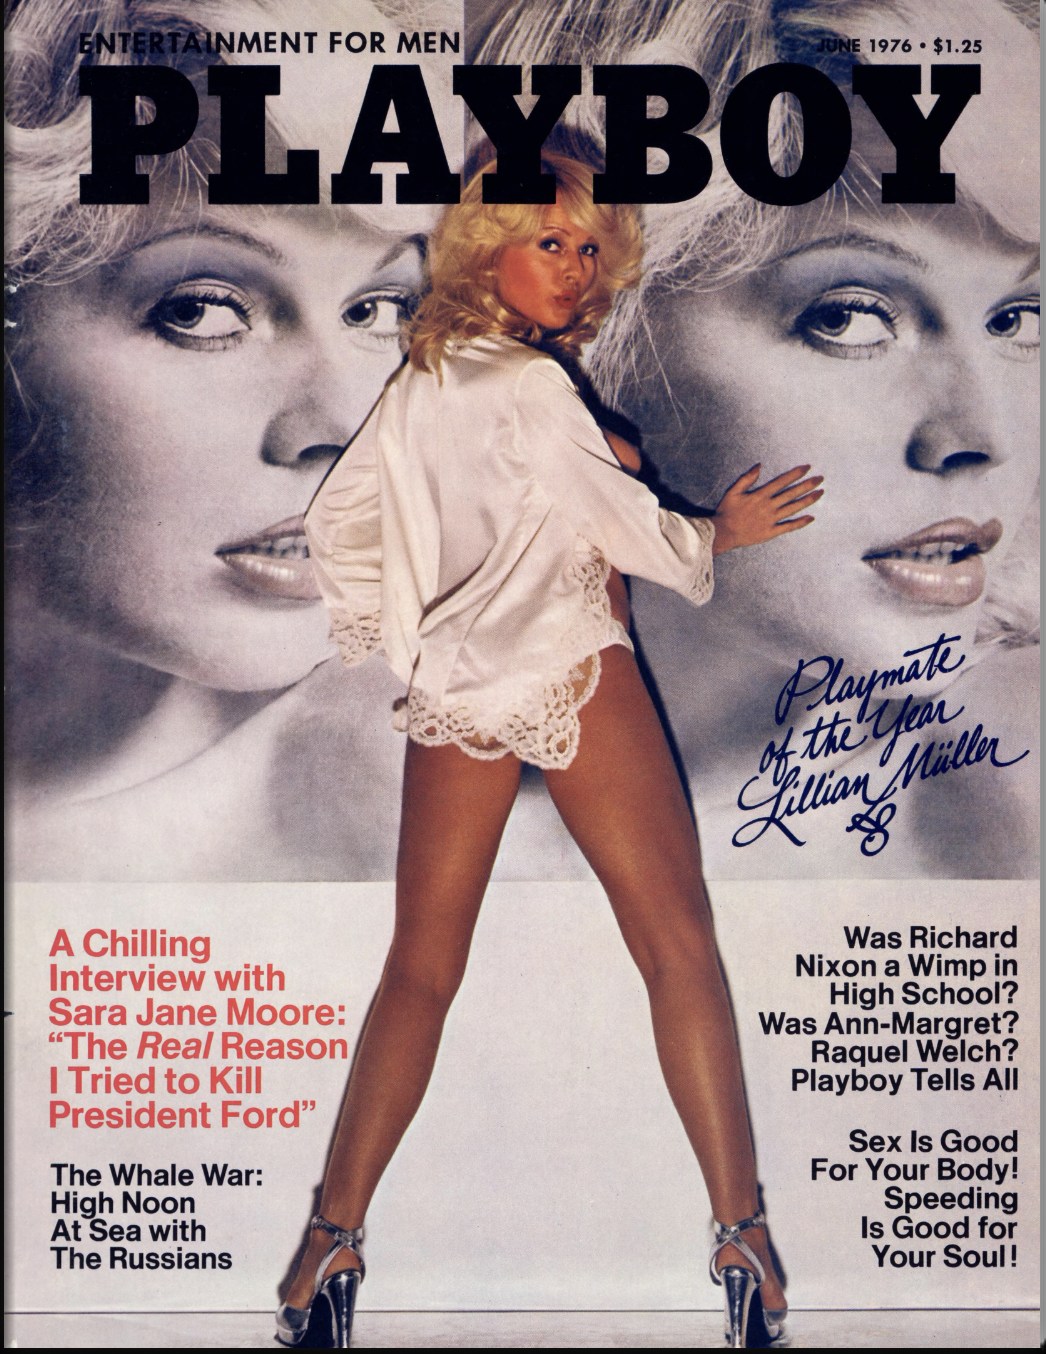 ENTERTAINMENT FOR MEN
JUNE 1976 • $1.25
PLAYBOY
Playmate
of the Year
Lillian Müller
A Chilling
Interview with
Sara Jane Moore:
“The Real Reason
I Tried to Kill
President Ford”
The Whale War:
High Noon
At Sea with
The Russians
Was Richard
Nixon a Wimp in
High School?
Was Ann-Margret?
Raquel Welch?
Playboy Tells All
Sex Is Good
For Your Body!
Speeding
Is Good for
Your Soul!